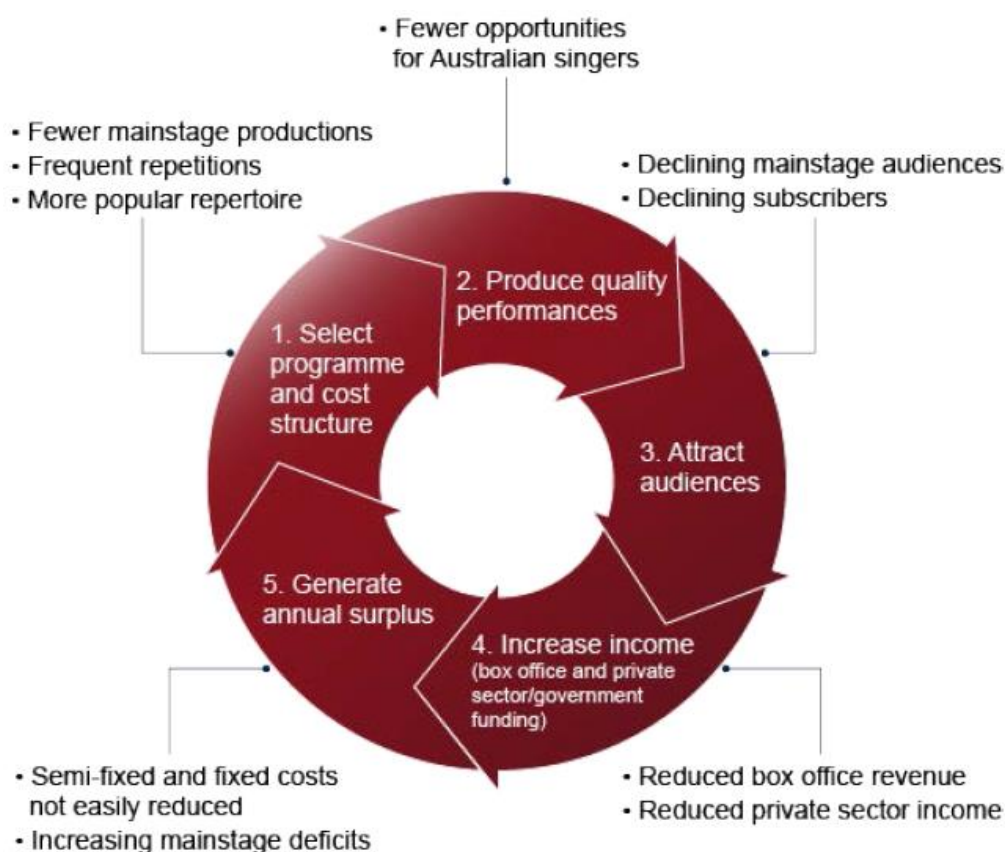 • Fewer opportunities
for Australian singers
• Fewer mainstage productions
• Frequent repetitions
• More popular repertoire
• Declining mainstage audiences
• Declining subscribers
1. Select
programme
and cost
structure
2. Produce quality
performances
3. Attract
audiences
4. Increase income
(box office and private
sector/government
funding)
5. Generate
annual surplus
• Semi-fixed and fixed costs
not easily reduced
• Increasing mainstage deficits
• Reduced box office revenue
• Reduced private sector income